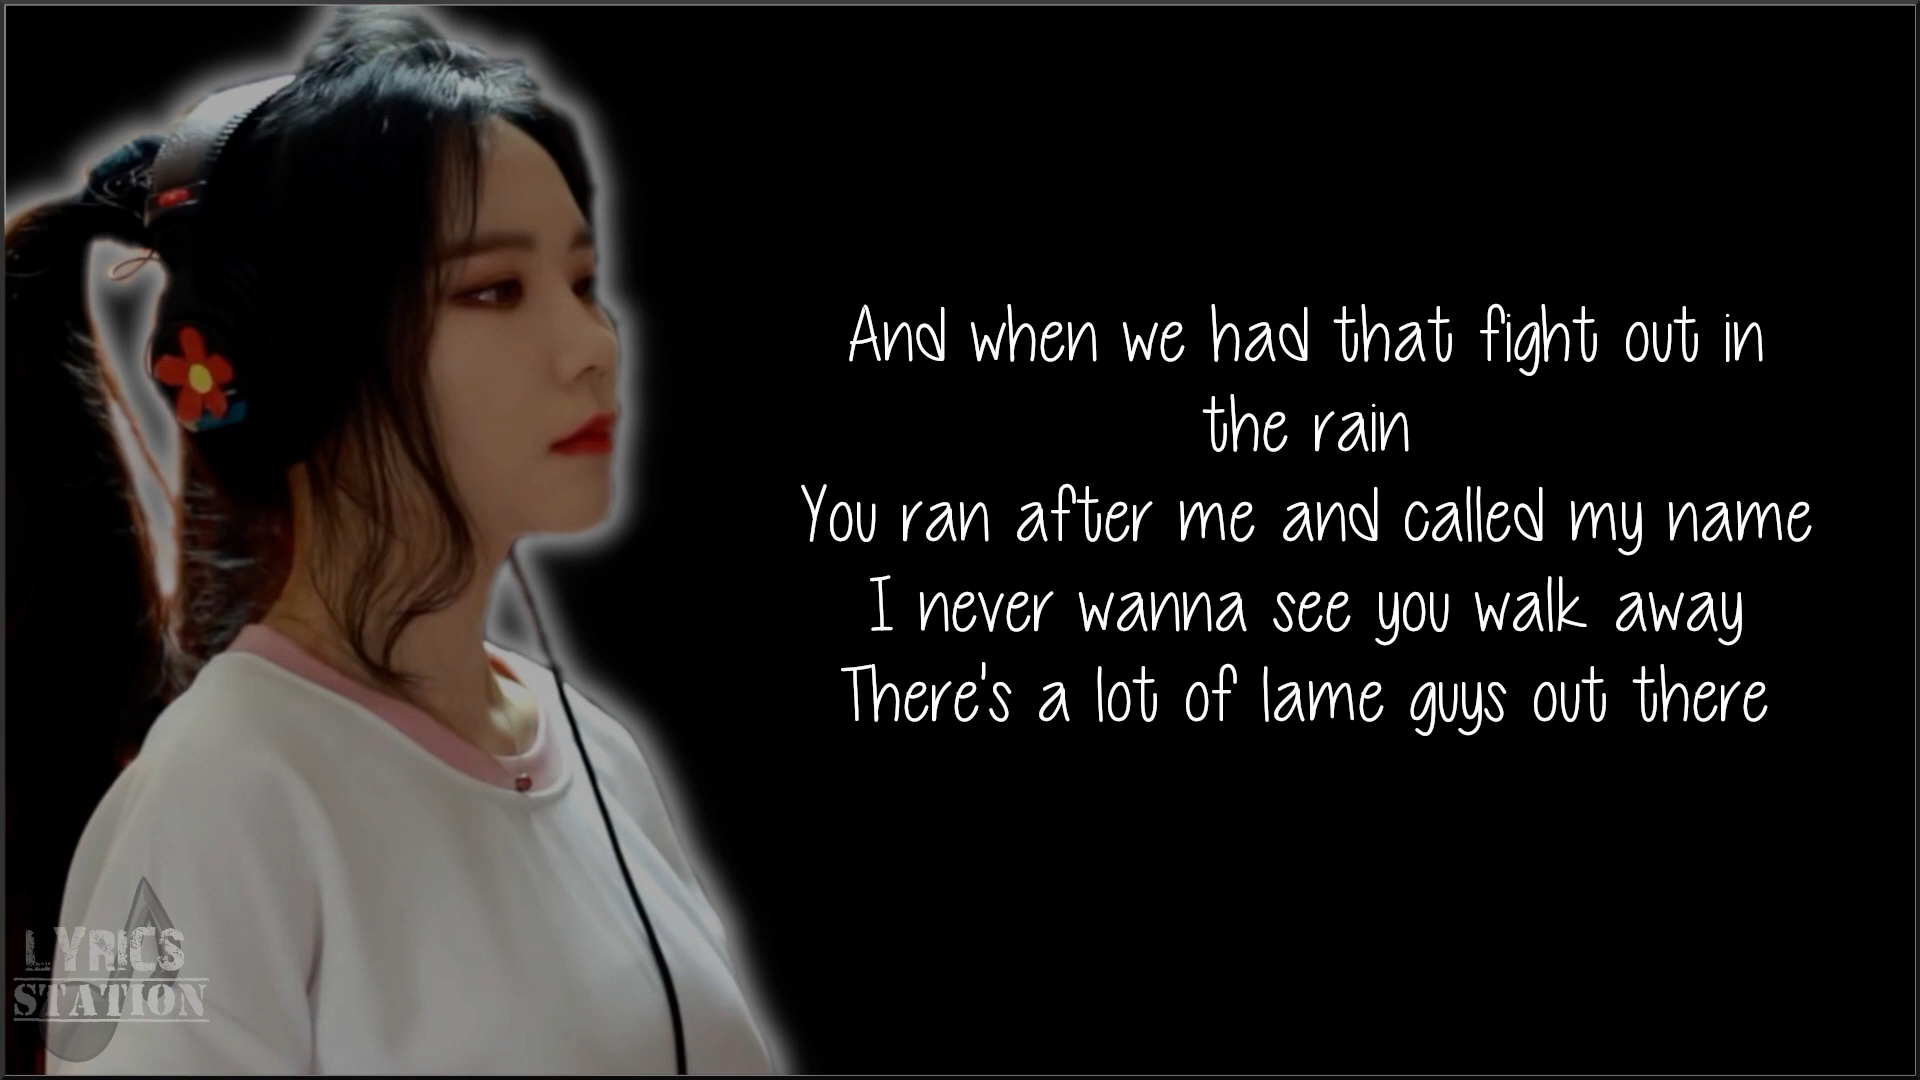 And when we had that fight out in
the rain
You ran after me and called my name
I never wanna see you walk away
There's a lot of lame guys out there
LYRICS
STATION